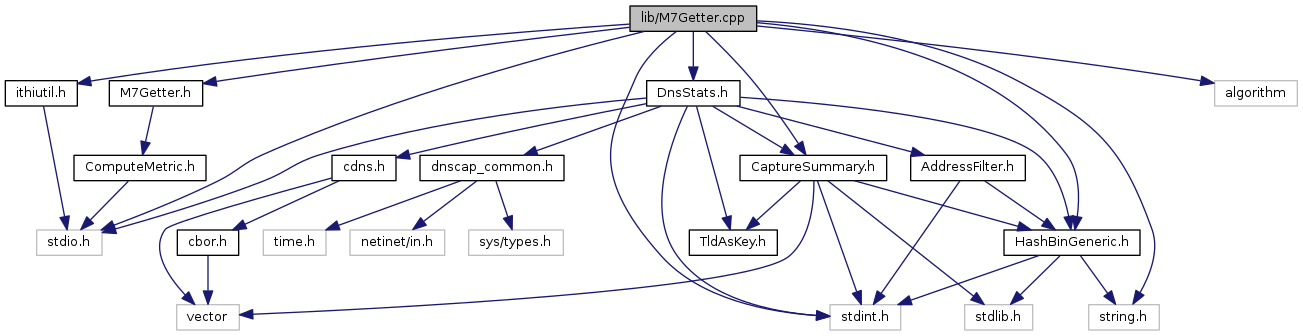 lib/M7Getter.cpp
ithiutil.h
M7Getter.h
DnsStats.h
algorithm
ComputeMetric.h
cdns.h
dnscap_common.h
CaptureSummary.h
AddressFilter.h
stdio.h
cbor.h
time.h
netinet/in.h
sys/types.h
TldAsKey.h
HashBinGeneric.h
vector
stdint.h
stdlib.h
string.h